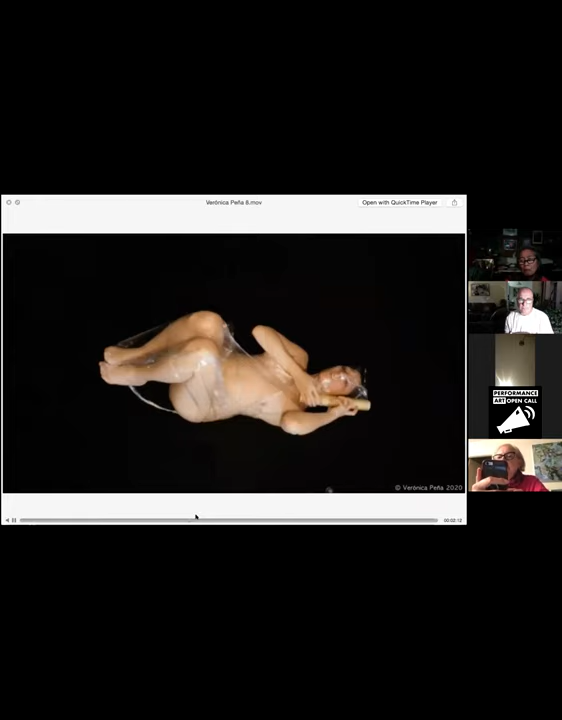 Verónica Peña 8.mov
Open with QuickTime Player
PERFORMANCE
ART OPEN CALL
© Verónica Peña 2020
00:02:12